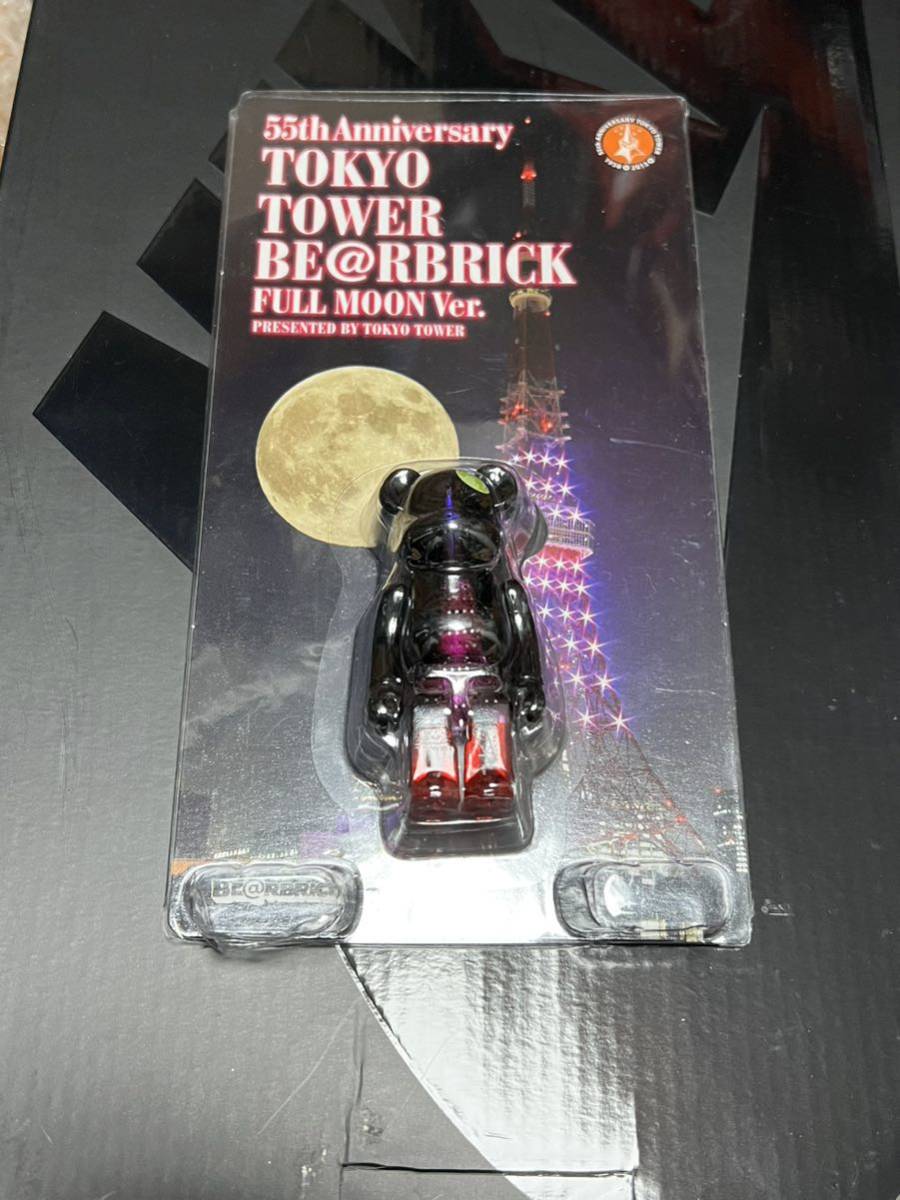 55th Anniversary
TOKYO
TOWER
BE@RBRICK
FULL MOON Ver.
PRESENTED BY TOKYO TOWER
BE@RBRICK